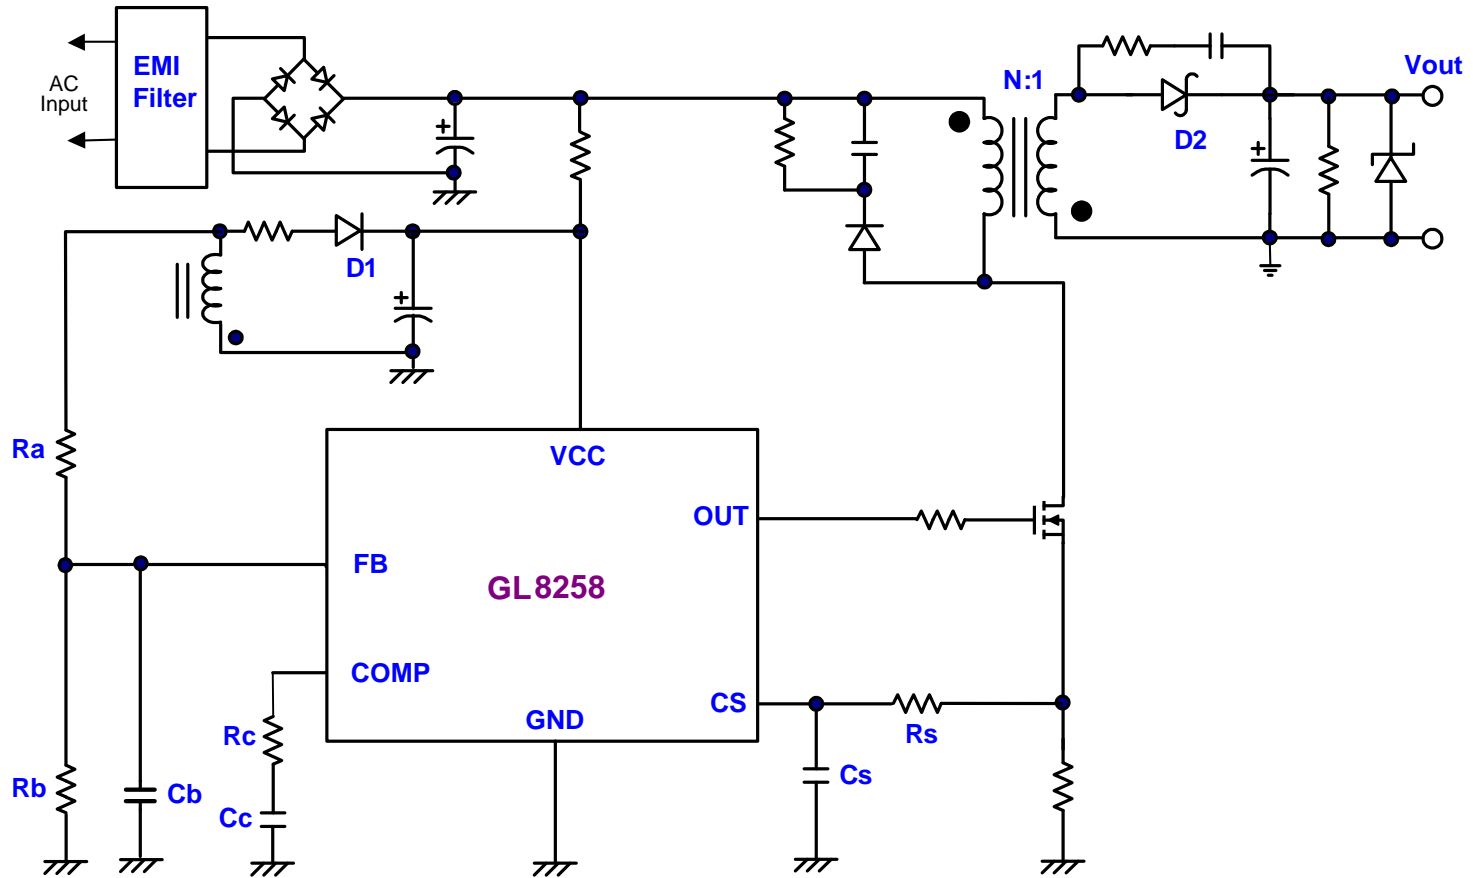 EMI
Filter
AC
Input
N:1
Vout
D2
D1
Ra
VCC
OUT
FB
GL8258
COMP
CS
GND
Rs
Rc
Rb
Cb
Cc
Cs